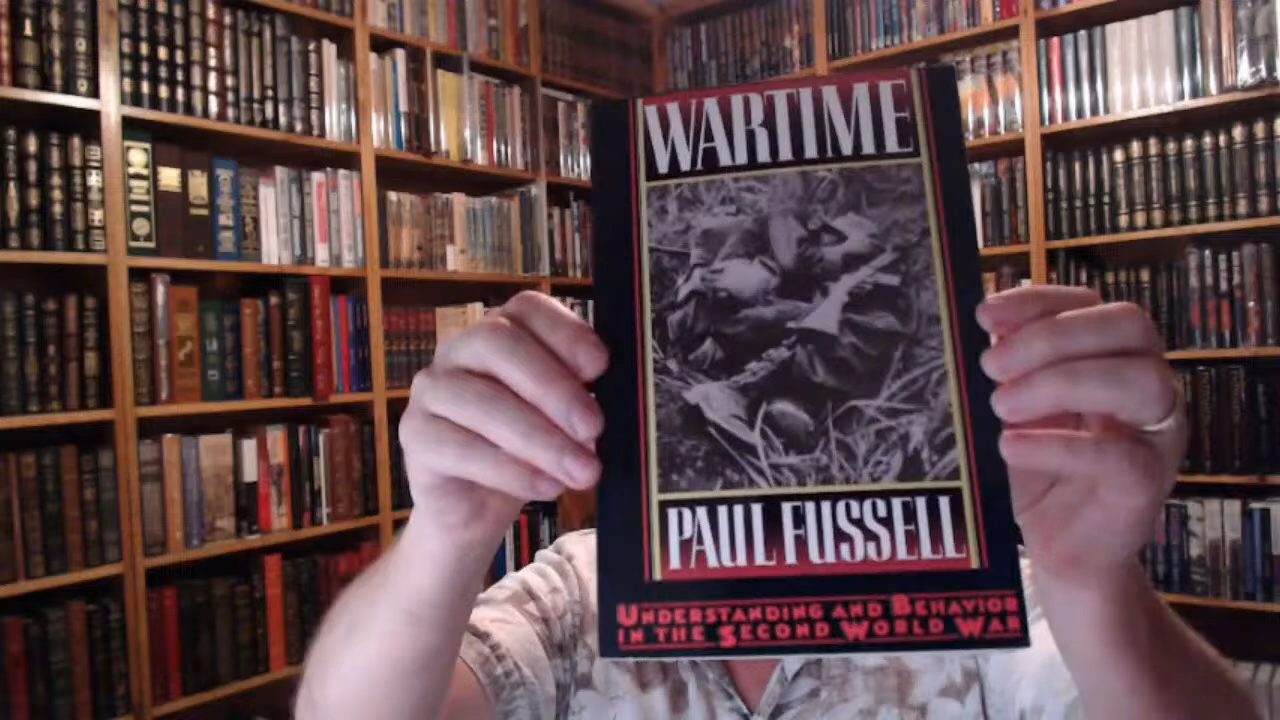 WARTIME
PAUL FUSSELL
UNDERSTANDING AND BEHAVIOR
IN THE SECOND WORLD WAR